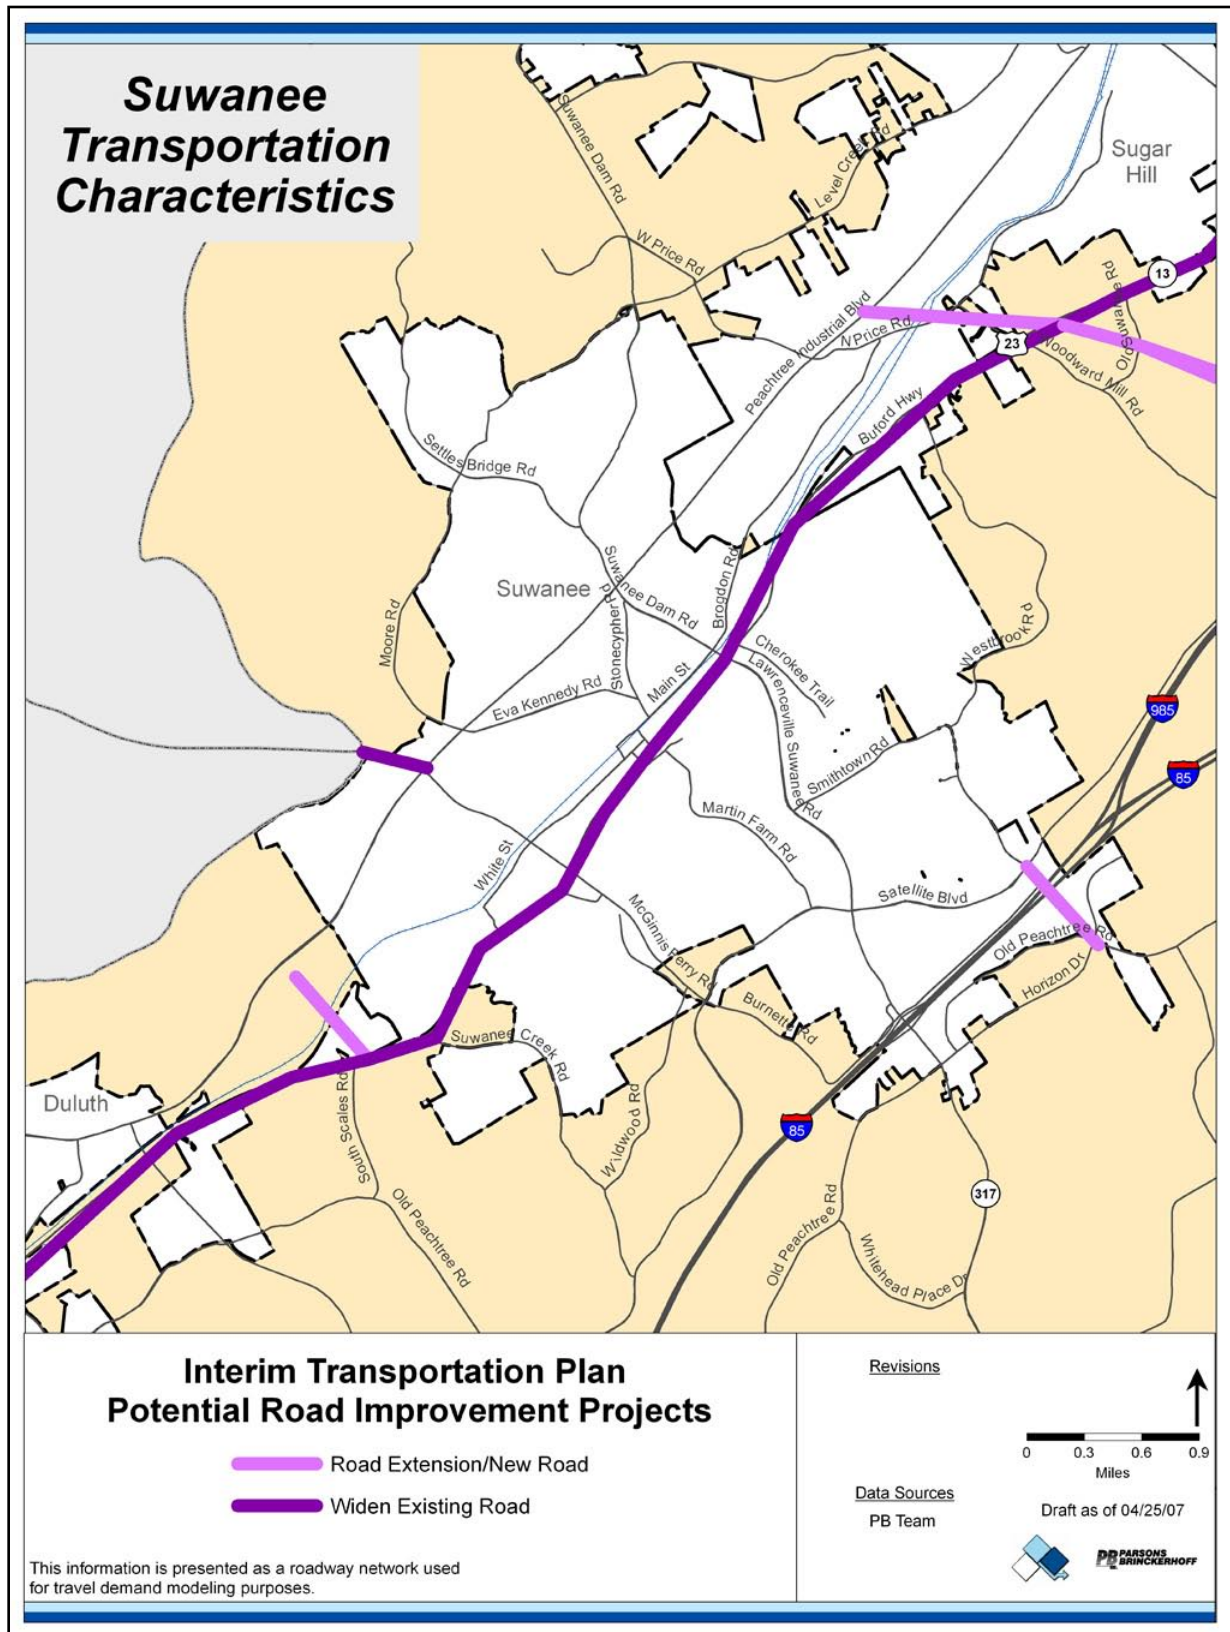 Suwanee
Transportation
Characteristics
Sugar
Hill
Suwanee Dam Rd
Level Creek Rd
W Price Rd
13
Old Suwanee Rd
Peachtree Industrial Blvd
N Price Rd
23
Woodward Mill Rd
Buford Hwy
Settles Bridge Rd
Suwanee
Suwanee Dam Rd
Brogdon Rd
Stonecypher Rd
Moore Rd
Westbrook Rd
Cherokee Trail
Main St
Eva Kennedy Rd
Lawrenceville Suwanee Rd
985
85
Smithtown Rd
Martin Farm Rd
White St
Satellite Blvd
McGinnis Ferry Rd
Old Peachtree Rd
Horizon Dr
Burnette Rd
Suwanee Creek Rd
Duluth
South Scales Rd
Wildwood Rd
85
317
Old Peachtree Rd
Old Peachtree Rd
Whitehead Place Dr
Interim Transportation Plan
Potential Road Improvement Projects
Road Extension/New Road
Widen Existing Road
This information is presented as a roadway network used
for travel demand modeling purposes.
Revisions
0 0.3 0.6 0.9
Miles
Data Sources
PB Team
Draft as of 04/25/07
PB PARSONS
BRINCKERHOFF